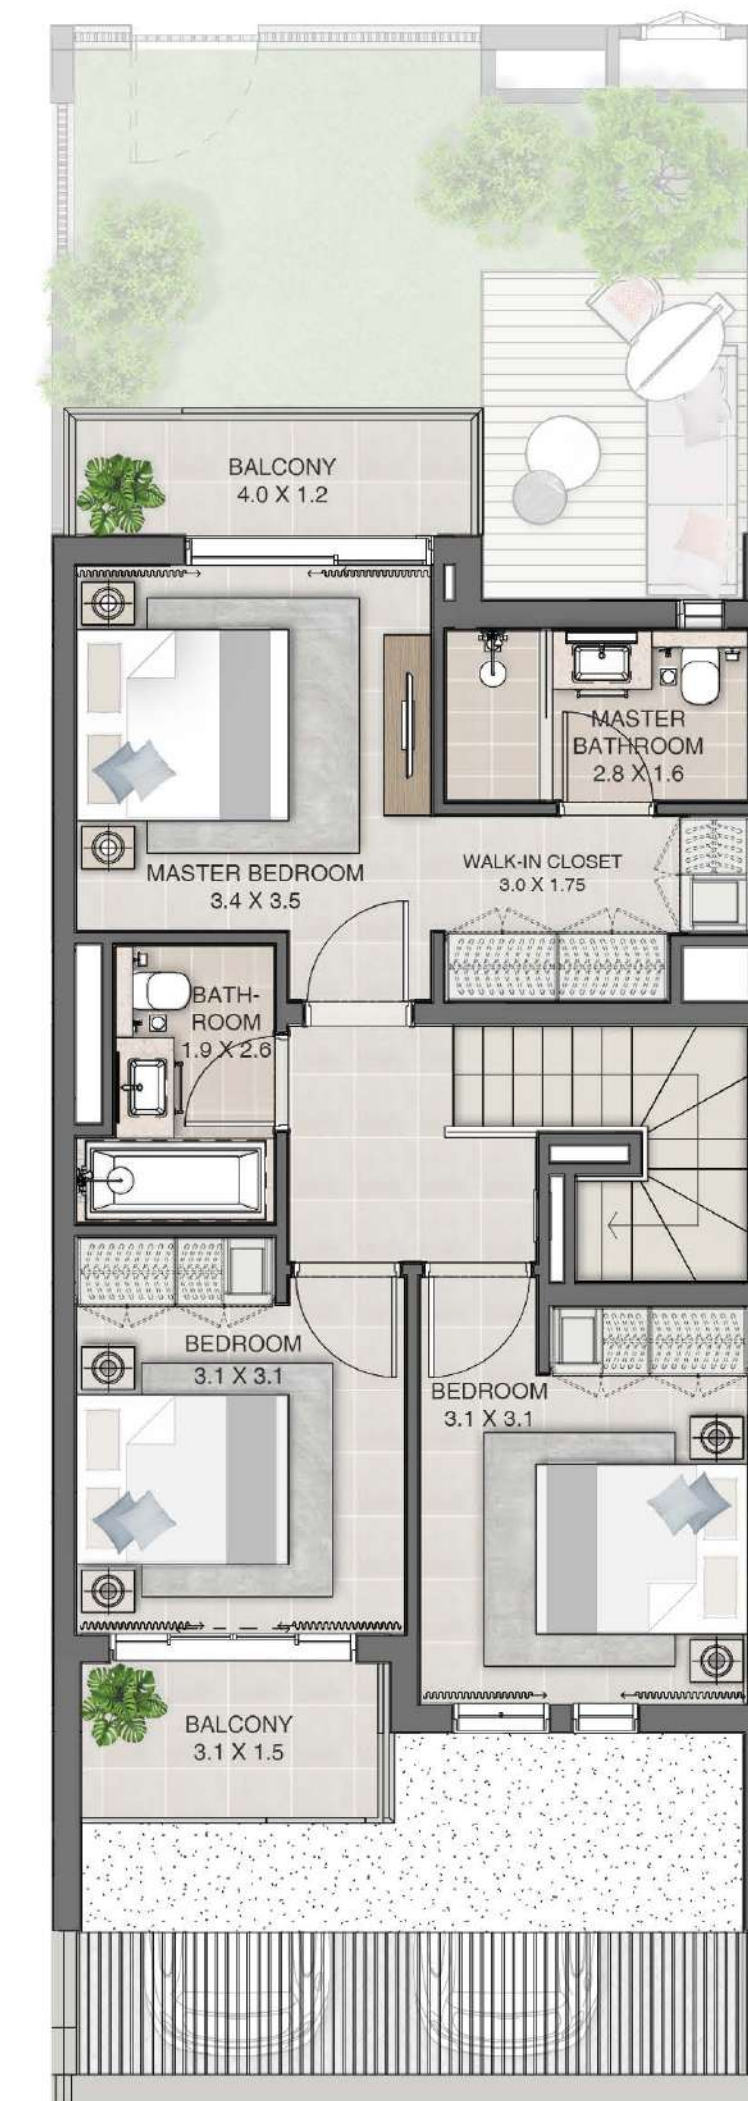 BALCONY
4.0 X 1.2
MASTER
BATHROOM
2.8 X 1.6
MASTER BEDROOM
3.4 X 3.5
WALK-IN CLOSET
3.0 X 1.75
BATH-
ROOM
1.9 X 2.6
BEDROOM
3.1 X 3.1
BEDROOM
3.1 X 3.1
BALCONY
3.1 X 1.5